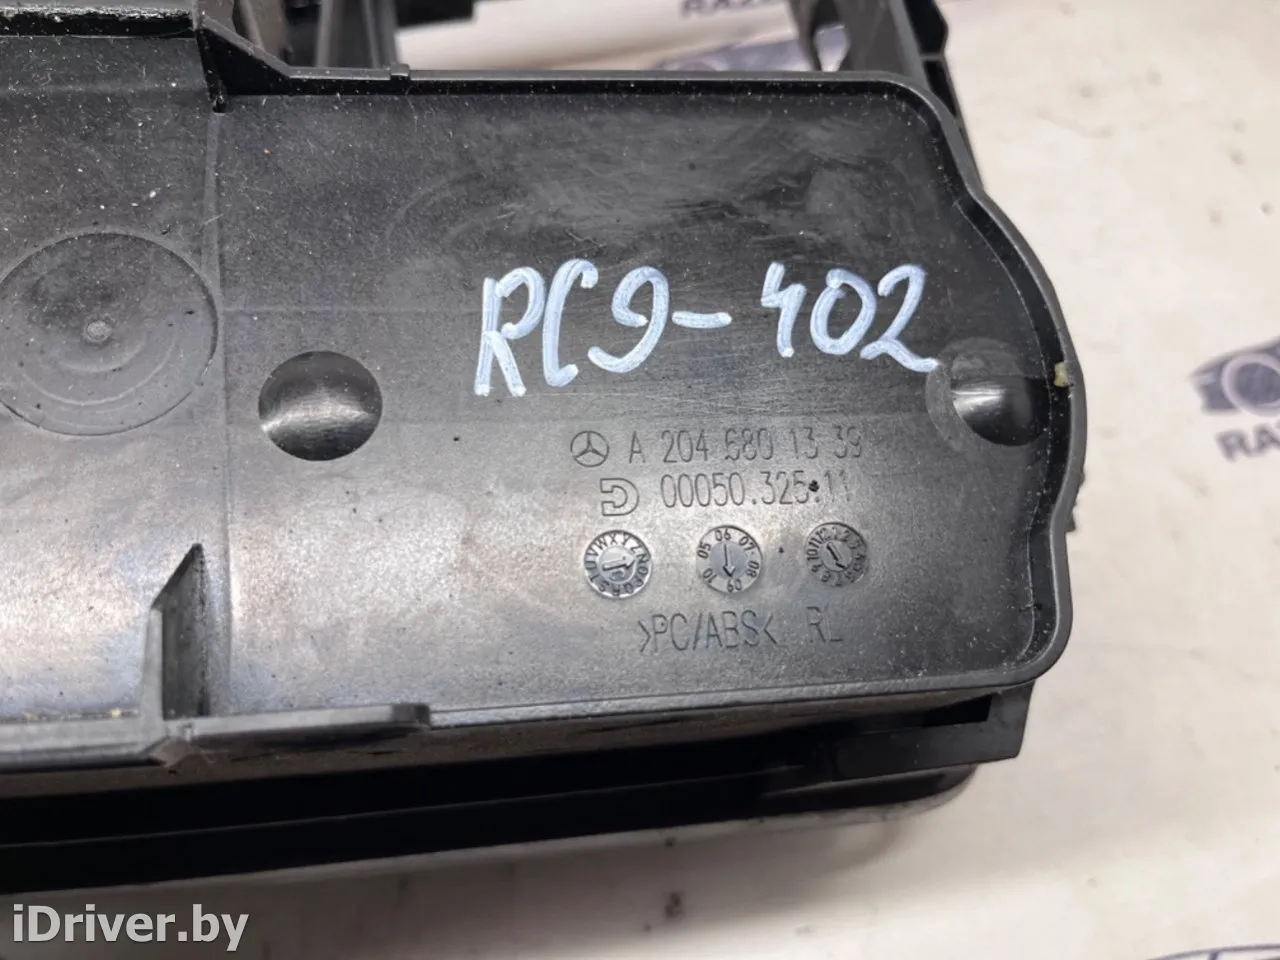 RC9-402
A 204 680 13 39
00050.325.11
>PC/ABS< RL
iDriver.by